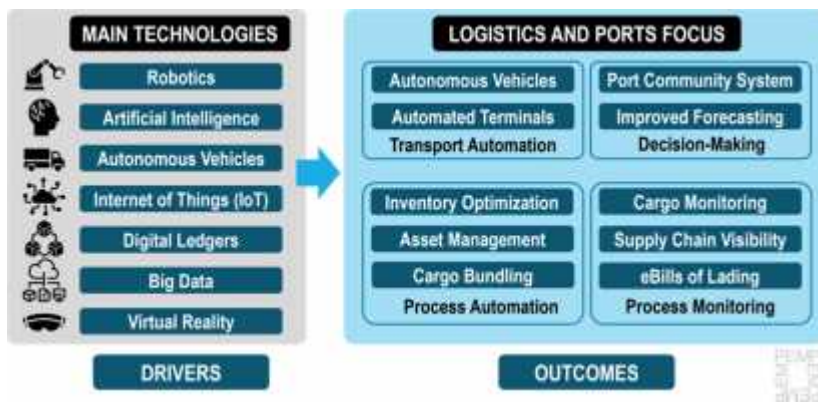 MAIN TECHNOLOGIES
Robotics
Artificial Intelligence
Autonomous Vehicles
Internet of Things (IoT)
Digital Ledgers
Big Data
Virtual Reality
DRIVERS
LOGISTICS AND PORTS FOCUS
Autonomous Vehicles
Automated Terminals
Transport Automation
Port Community System
Improved Forecasting
Decision-Making
Inventory Optimization
Asset Management
Cargo Bundling
Process Automation
Cargo Monitoring
Supply Chain Visibility
eBills of Lading
Process Monitoring
OUTCOMES